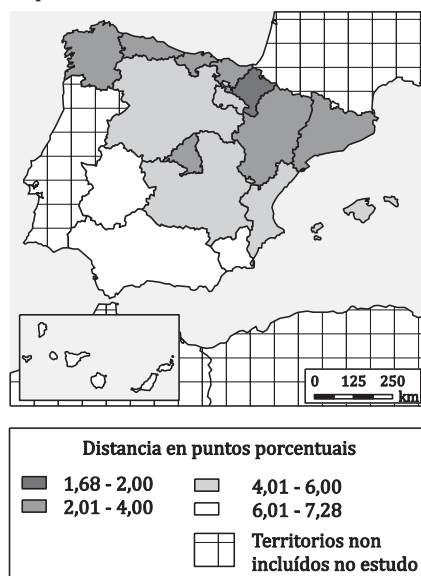 0 125 250
km
Distancia en puntos porcentuais
1,68 - 2,00
2,01 - 4,00
4,01 - 6,00
6,01 - 7,28
Territorios non
incluídos no estudo